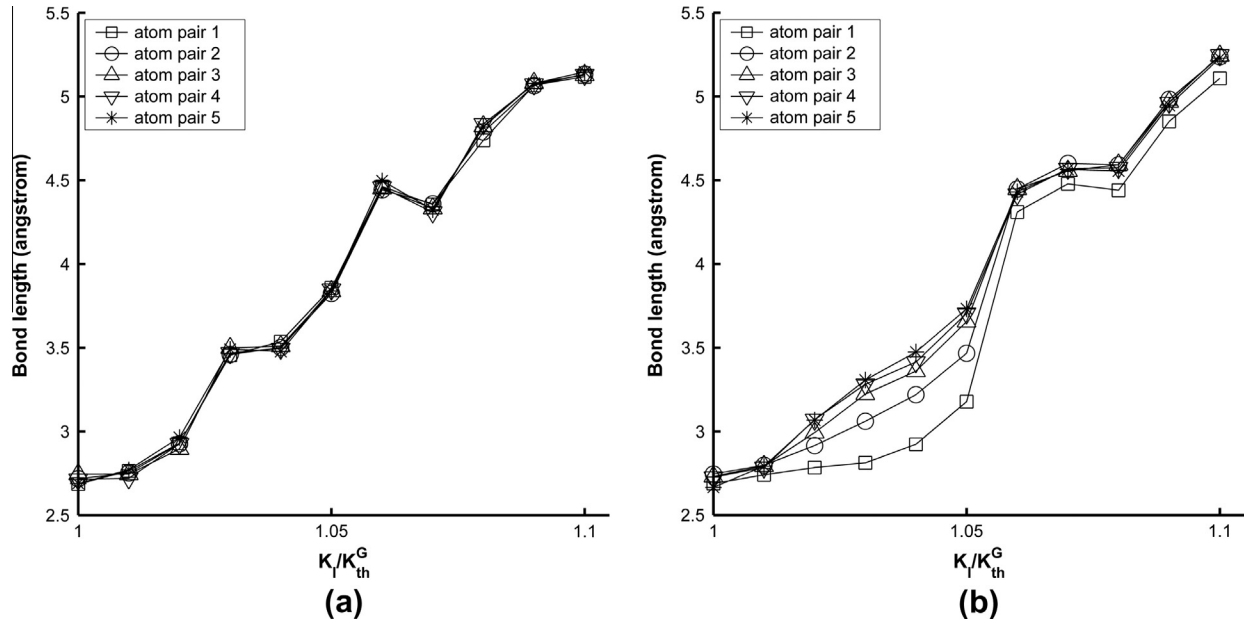 5.5
5
4.5
4
3.5
3
2.5
Bond length (angstrom)
atom pair 1
atom pair 2
atom pair 3
atom pair 4
atom pair 5
1
1.05
1.1
K_I/K_th^G
(a)
5.5
5
4.5
4
3.5
3
2.5
Bond length (angstrom)
atom pair 1
atom pair 2
atom pair 3
atom pair 4
atom pair 5
1
1.05
1.1
K_I/K_th^G
(b)